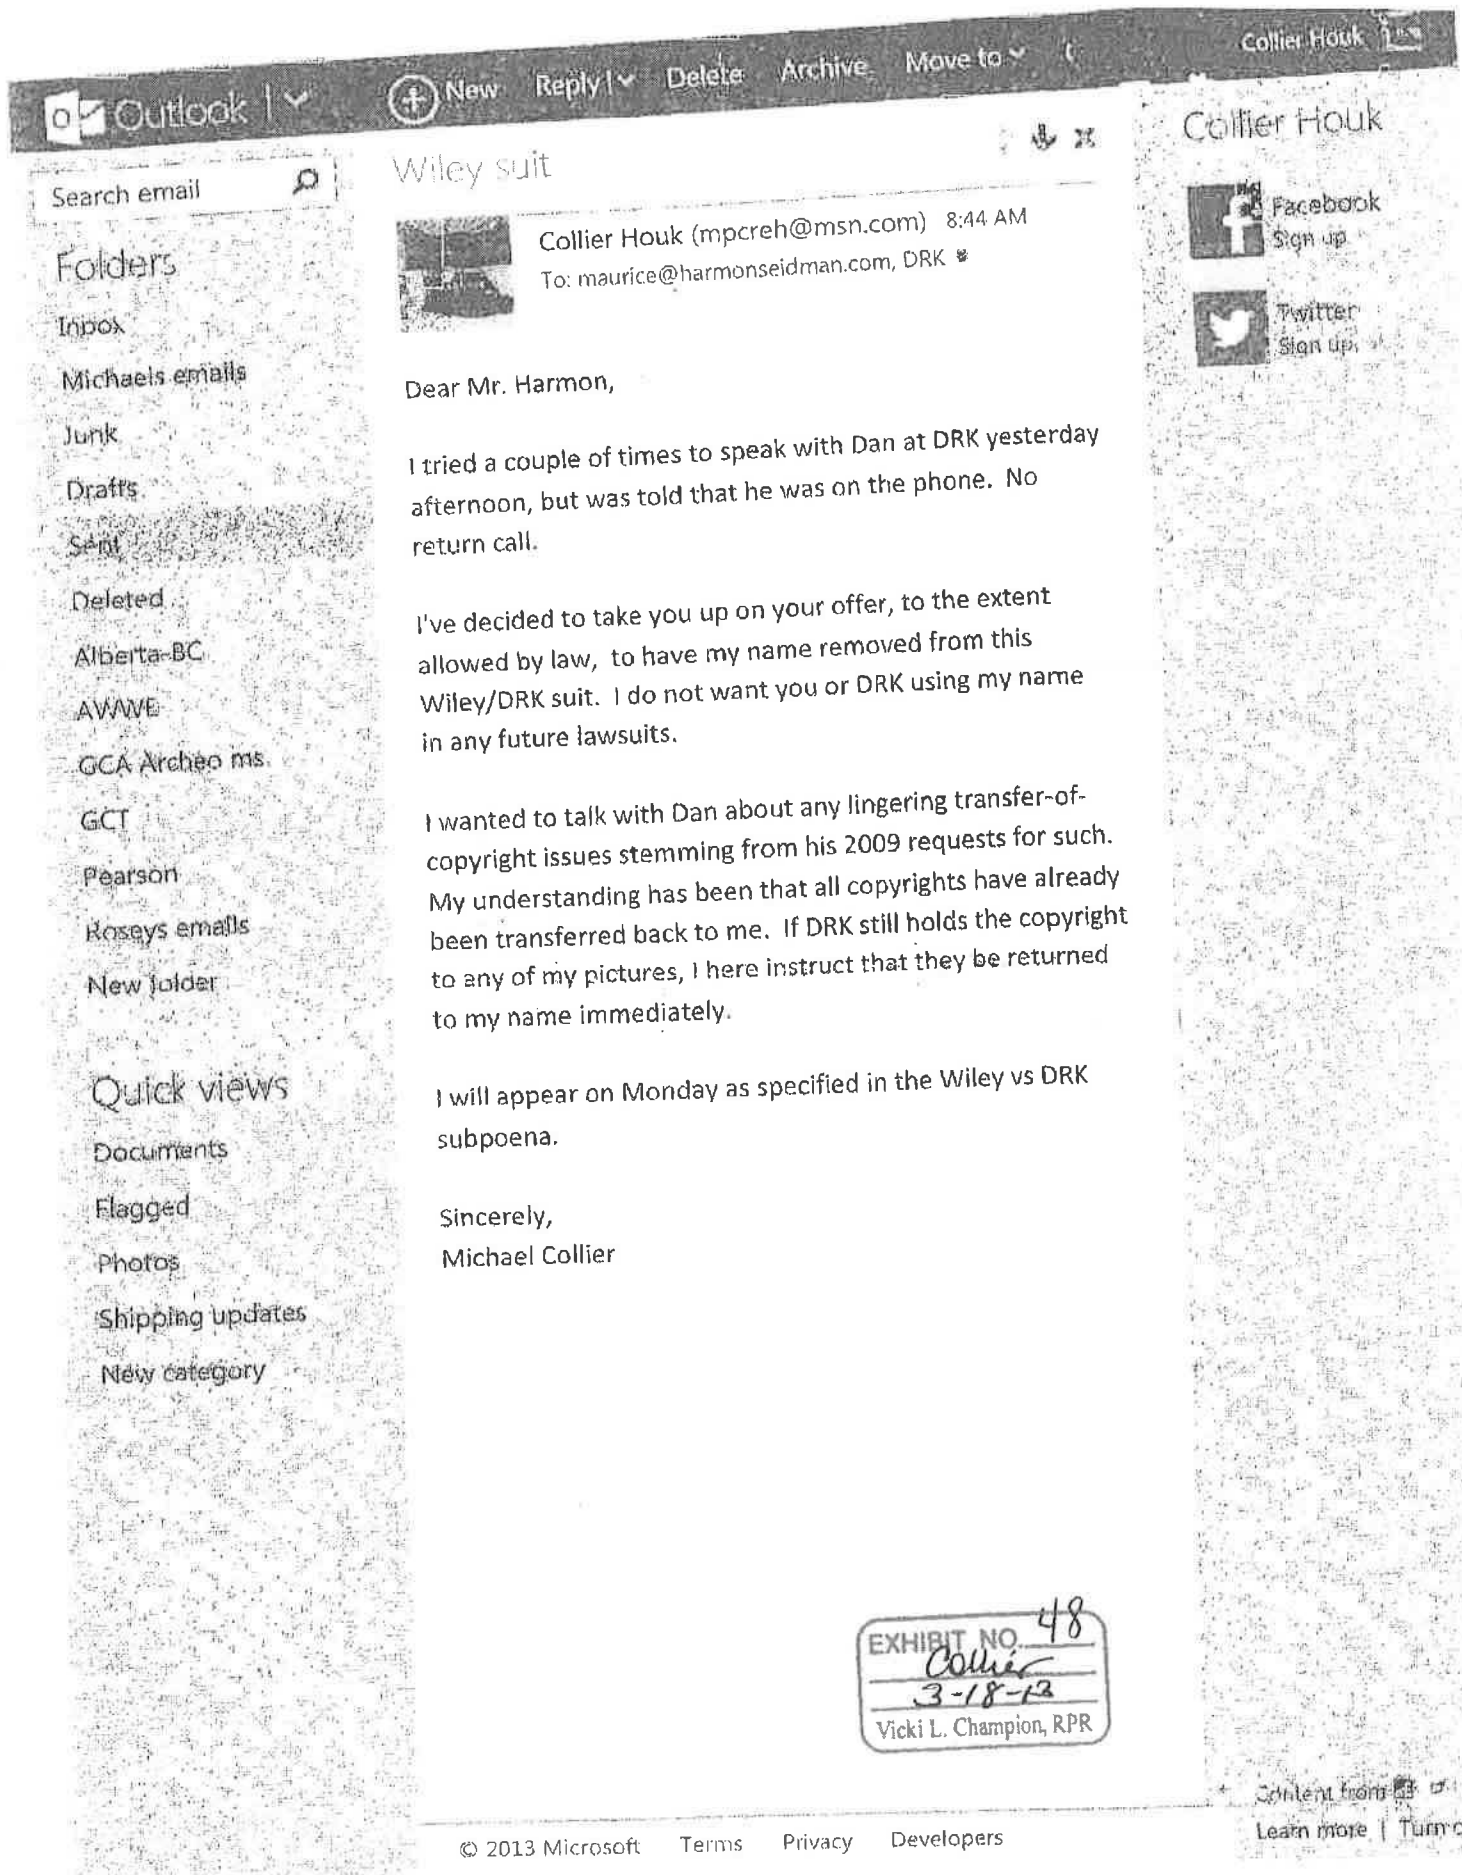 Outlook
New Reply Delete Archive Move to
Collier Houk
Search email
Folders
Inbox
Michaels emails
Junk
Drafts
Sent
Deleted
Alberta-BC
AWWE
GCA Archeo ms.
GCT
Pearson
Roseys emails
New folder
Quick views
Documents
Flagged
Photos
Shipping updates
New category
Wiley suit
Collier Houk (mpcreh@msn.com) 8:44 AM
To: maurice@harmonseidman.com, DRK
Dear Mr. Harmon,
I tried a couple of times to speak with Dan at DRK yesterday
afternoon, but was told that he was on the phone. No
return call.
I've decided to take you up on your offer, to the extent
allowed by law, to have my name removed from this
Wiley/DRK suit. I do not want you or DRK using my name
in any future lawsuits.
I wanted to talk with Dan about any lingering transfer-of-
copyright issues stemming from his 2009 requests for such.
My understanding has been that all copyrights have already
been transferred back to me. If DRK still holds the copyright
to any of my pictures, I here instruct that they be returned
to my name immediately.
I will appear on Monday as specified in the Wiley vs DRK
subpoena.
Sincerely,
Michael Collier
Collier Houk
Facebook
Sign up
Twitter
Sign up
EXHIBIT NO. 48
Collier
3-18-13
Vicki L. Champion, RPR
Content from
Learn more | Turn
© 2013 Microsoft Terms Privacy Developers